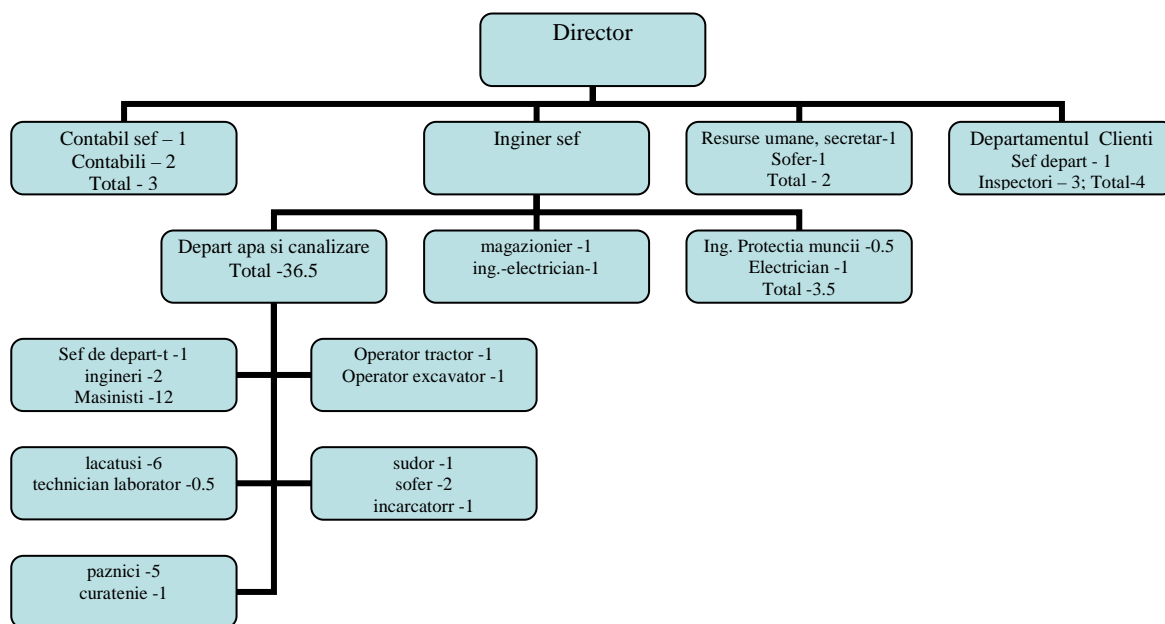 Director
Contabil sef – 1
Contabili – 2
Total - 3
Inginer sef
Resurse umane, secretar-1
Sofer-1
Total - 2
Departamentul Clienti
Sef depart - 1
Inspectori – 3; Total-4
Depart apa si canalizare
Total -36.5
magazionier -1
ing.-electrician-1
Ing. Protectia muncii -0.5
Electrician -1
Total -3.5
Sef de depart-t -1
ingineri -2
Masinisti -12
Operator tractor -1
Operator excavator -1
lacatusi -6
technician laborator -0.5
sudor -1
sofer -2
incarcatorr -1
paznici -5
curatenie -1